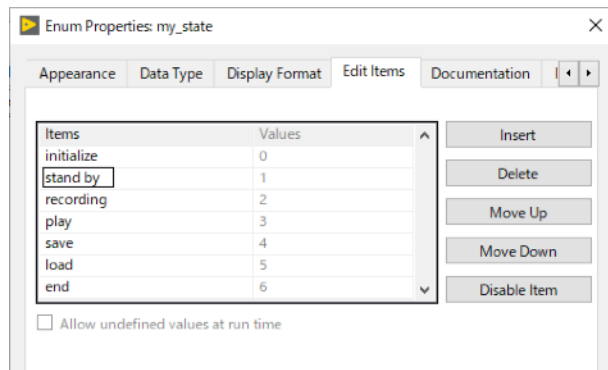 Enum Properties: my_state
Appearance Data Type Display Format Edit Items Documentation
Items Values
initialize 0
stand by 1
recording 2
play 3
save 4
load 5
end 6
Insert
Delete
Move Up
Move Down
Disable Item
Allow undefined values at run time